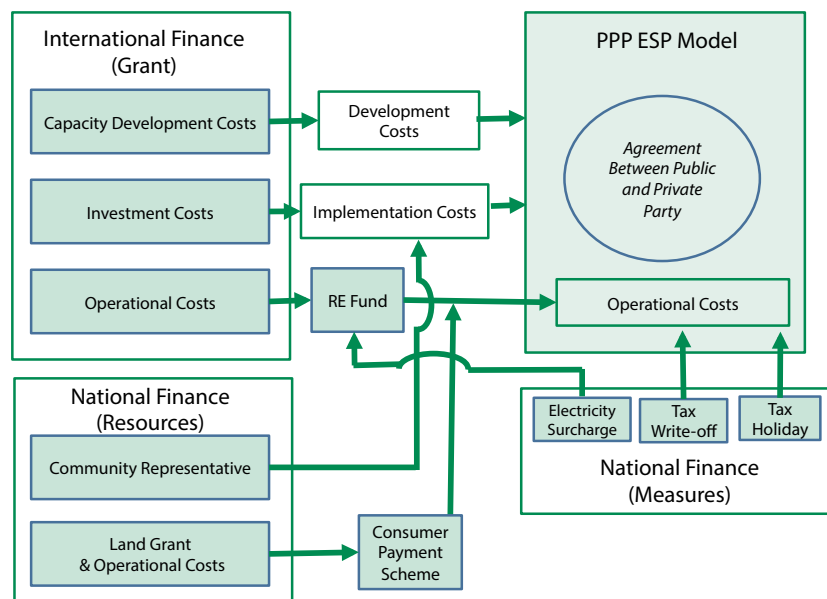 International Finance
(Grant)
Capacity Development Costs
Investment Costs
Operational Costs
Development
Costs
Implementation Costs
RE Fund
PPP ESP Model
Agreement
Between Public
and Private
Party
Operational Costs
National Finance
(Resources)
Community Representative
Land Grant
& Operational Costs
Consumer
Payment
Scheme
Electricity
Surcharge
Tax
Write-off
Tax
Holiday
National Finance
(Measures)